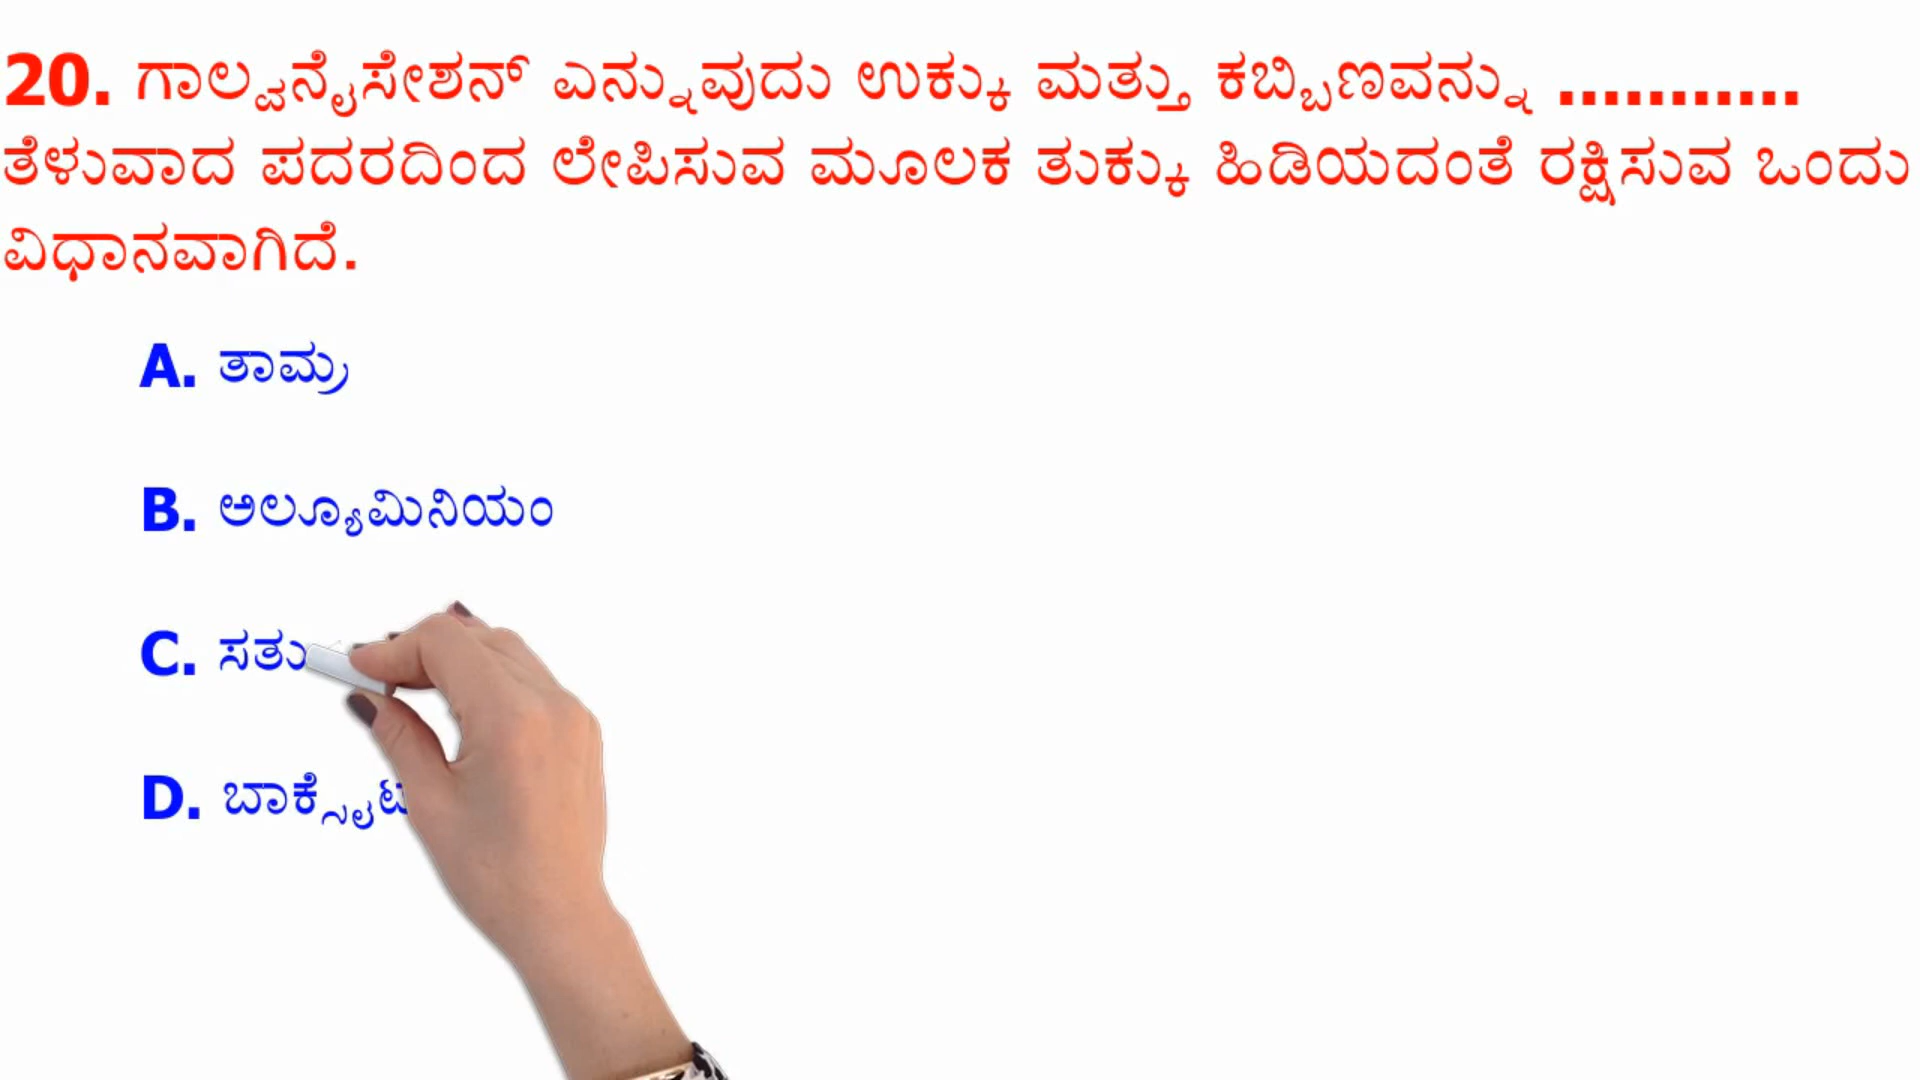 20. ಗಾಲ್ವನೈಸೇಶನ್ ಎನ್ನುವುದು ಉಕ್ಕು ಮತ್ತು ಕಬ್ಬಿಣವನ್ನು ...........
ತೆಳುವಾದ ಪದರದಿಂದ ಲೇಪಿಸುವ ಮೂಲಕ ತುಕ್ಕು ಹಿಡಿಯದಂತೆ ರಕ್ಷಿಸುವ ಒಂದು
ವಿಧಾನವಾಗಿದೆ.
A. ತಾಮ್ರ
B. ಅಲ್ಯೂಮಿನಿಯಂ
C.
D.